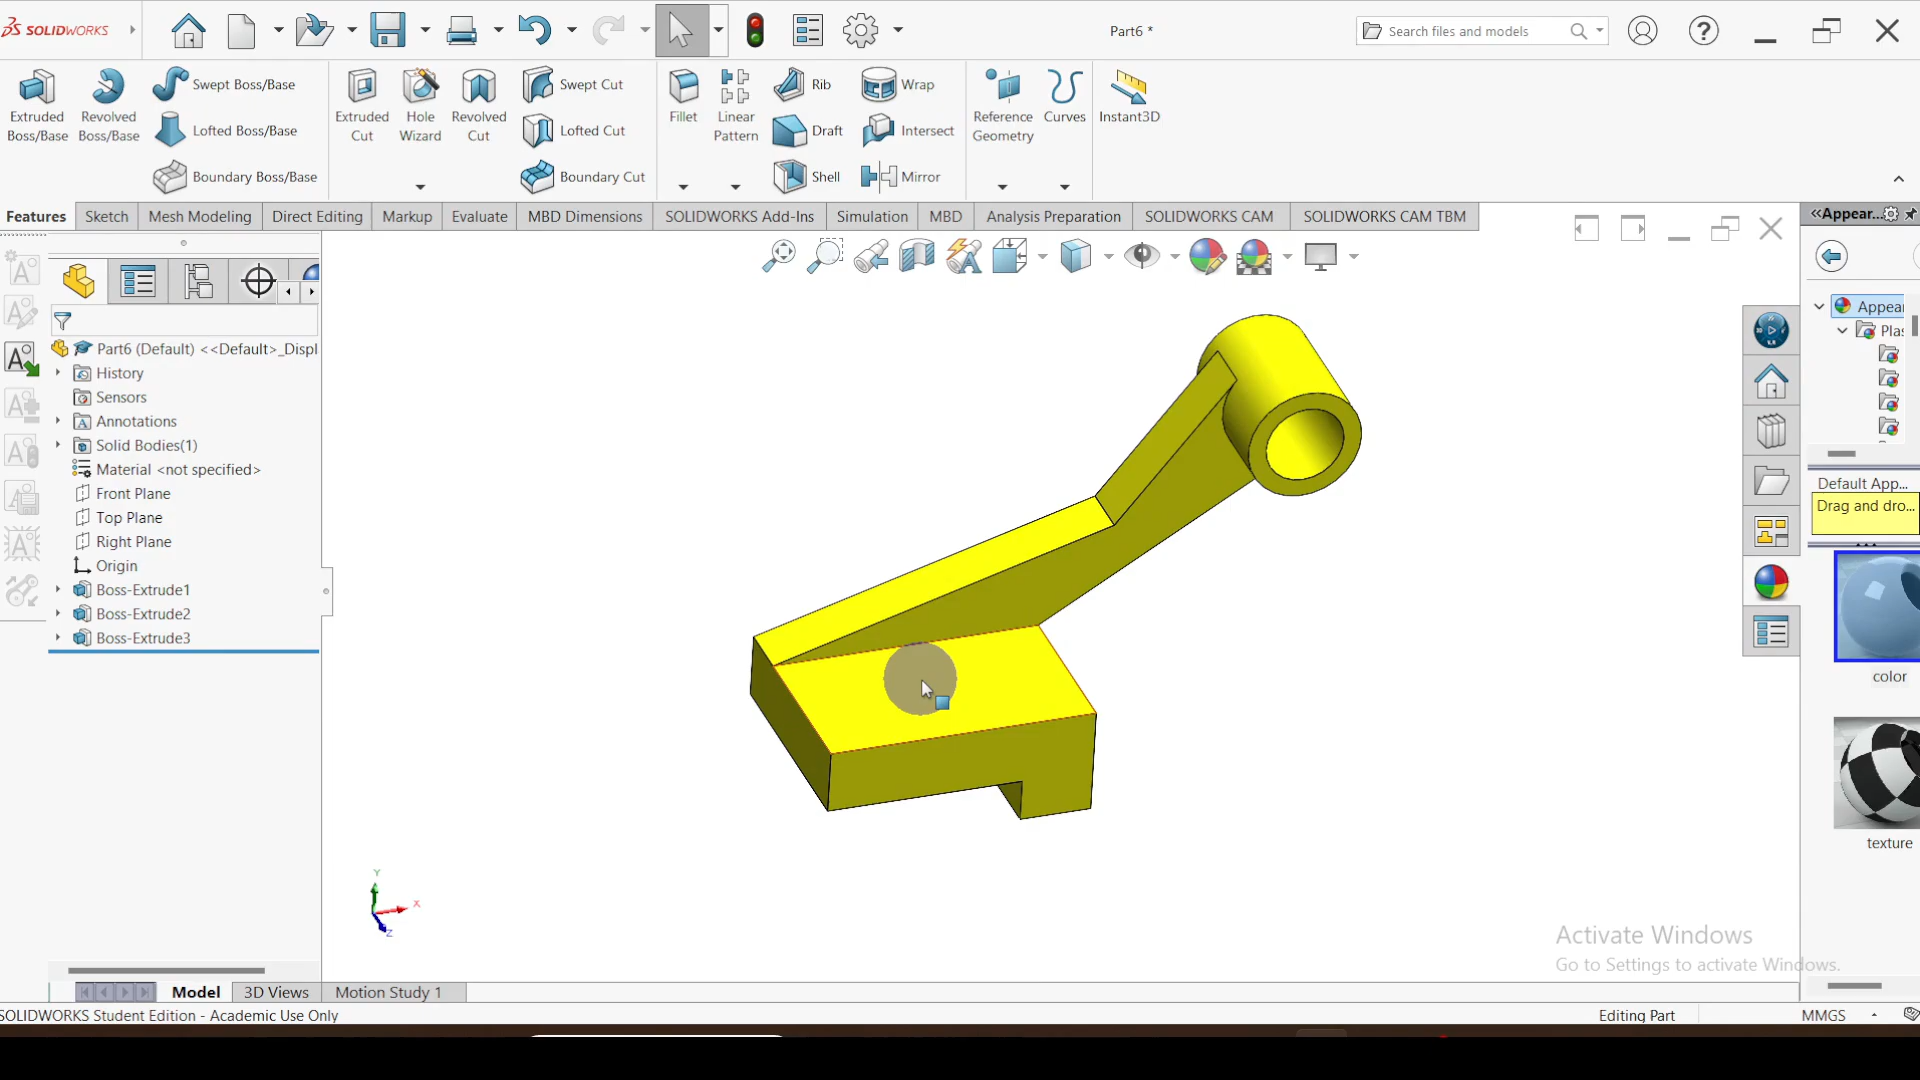 SOLIDWORKS
Part6 *
Search files and models
Extruded Boss/Base
Revolved Boss/Base
Swept Boss/Base
Lofted Boss/Base
Boundary Boss/Base
Extruded Cut
Hole Wizard
Revolved Cut
Swept Cut
Lofted Cut
Boundary Cut
Fillet
Linear Pattern
Rib
Draft
Shell
Wrap
Intersect
Mirror
Reference Geometry
Curves
Instant3D
Features
Sketch
Mesh Modeling
Direct Editing
Markup
Evaluate
MBD Dimensions
SOLIDWORKS Add-Ins
Simulation
MBD
Analysis Preparation
SOLIDWORKS CAM
SOLIDWORKS CAM TBM
«Appear...
Part6 (Default) <<Default>_Displ
History
Sensors
Annotations
Solid Bodies(1)
Material <not specified>
Front Plane
Top Plane
Right Plane
Origin
Boss-Extrude1
Boss-Extrude2
Boss-Extrude3
Appear
Plas
Default App...
Drag and dro...
color
texture
Y
X
Z
Activate Windows
Go to Settings to activate Windows.
Model
3D Views
Motion Study 1
SOLIDWORKS Student Edition - Academic Use Only
Editing Part
MMGS